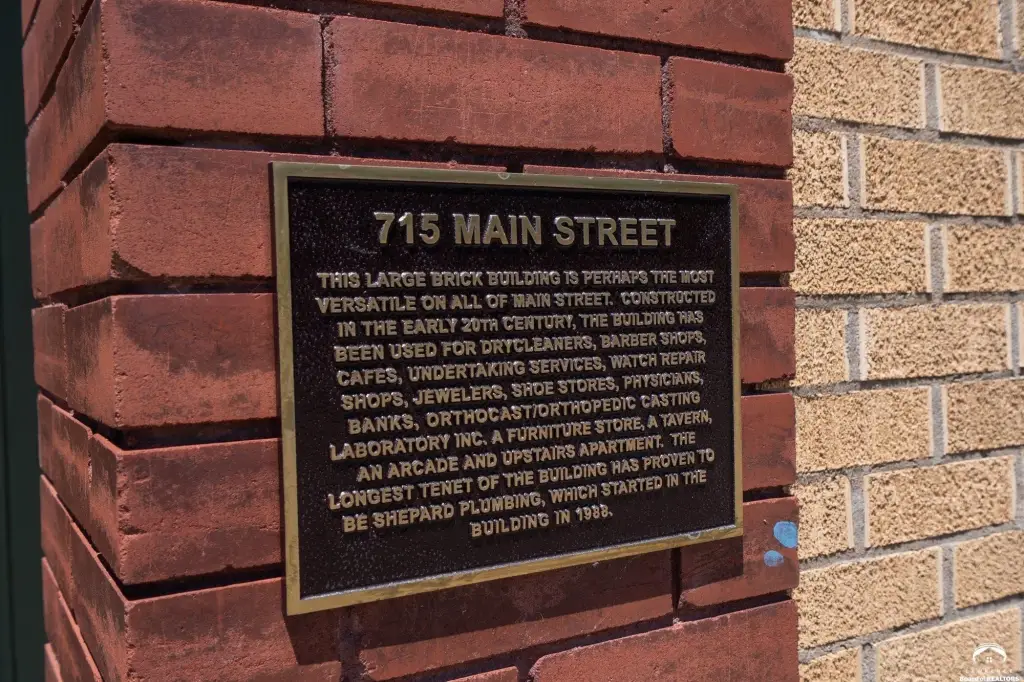 715 MAIN STREET
THIS LARGE BRICK BUILDING IS PERHAPS THE MOST
VERSATILE ON ALL OF MAIN STREET. CONSTRUCTED
IN THE EARLY 20TH CENTURY, THE BUILDING HAS
BEEN USED FOR DRYCLEANERS, BARBER SHOPS,
CAFES, UNDERTAKING SERVICES, WATCH REPAIR
SHOPS, JEWELERS, SHOE STORES, PHYSICIANS,
BANKS, ORTHOCAST/ORTHOPEDIC CASTING
LABORATORY INC. A FURNITURE STORE, A TAVERN,
AN ARCADE AND UPSTAIRS APARTMENT. THE
LONGEST TENET OF THE BUILDING HAS PROVEN TO
BE SHEPARD PLUMBING, WHICH STARTED IN THE
BUILDING IN 1938.